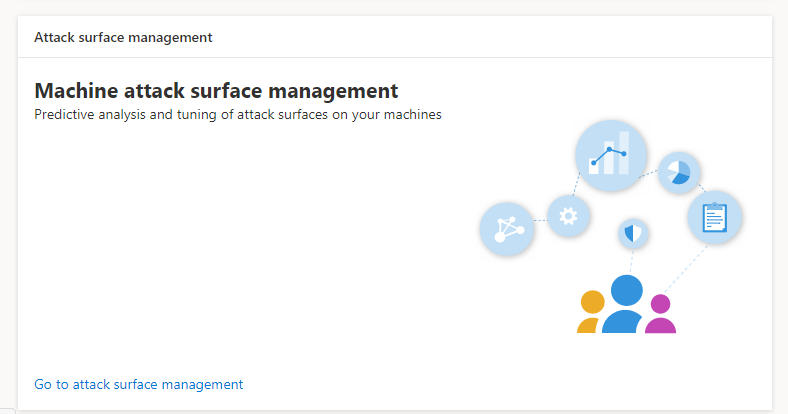 Attack surface management
Machine attack surface management
Predictive analysis and tuning of attack surfaces on your machines
Go to attack surface management